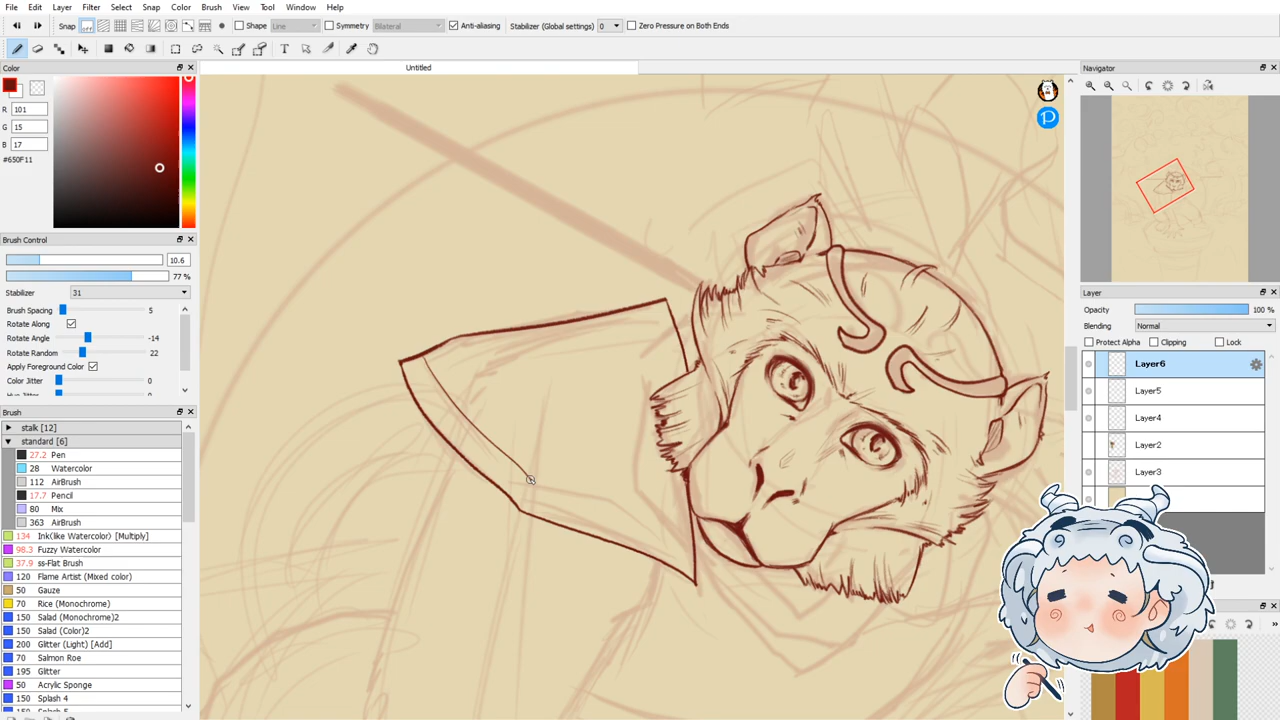 File Edit Layer Filter Select Snap Color Brush View Tool Window Help
Snap OFF Shape Line Symmetry Bilateral Anti-aliasing Stabilizer (Global settings) 0 Zero Pressure on Both Ends
Color
Untitled
Navigator
R 101
G 15
B 17
#650F11
Brush Control
10.6
77 %
Stabilizer 31
Brush Spacing 5
Rotate Along
Rotate Angle -14
Rotate Random 22
Apply Foreground Color
Color Jitter 0
Layer
Opacity 100 %
Blending Normal
Protect Alpha Clipping Lock
Layer6
Layer5
Layer4
Layer2
Layer3
Brush
stalk [12]
standard [6]
27.2 Pen
28 Watercolor
112 AirBrush
17.7 Pencil
80 Mix
363 AirBrush
134 Ink(like Watercolor) [Multiply]
98.3 Fuzzy Watercolor
37.9 ss-Flat Brush
120 Flame Artist (Mixed color)
50 Gauze
70 Rice (Monochrome)
150 Salad (Monochrome)2
150 Salad (Color)2
200 Glitter (Light) [Add]
70 Salmon Roe
195 Glitter
50 Acrylic Sponge
150 Splash 4